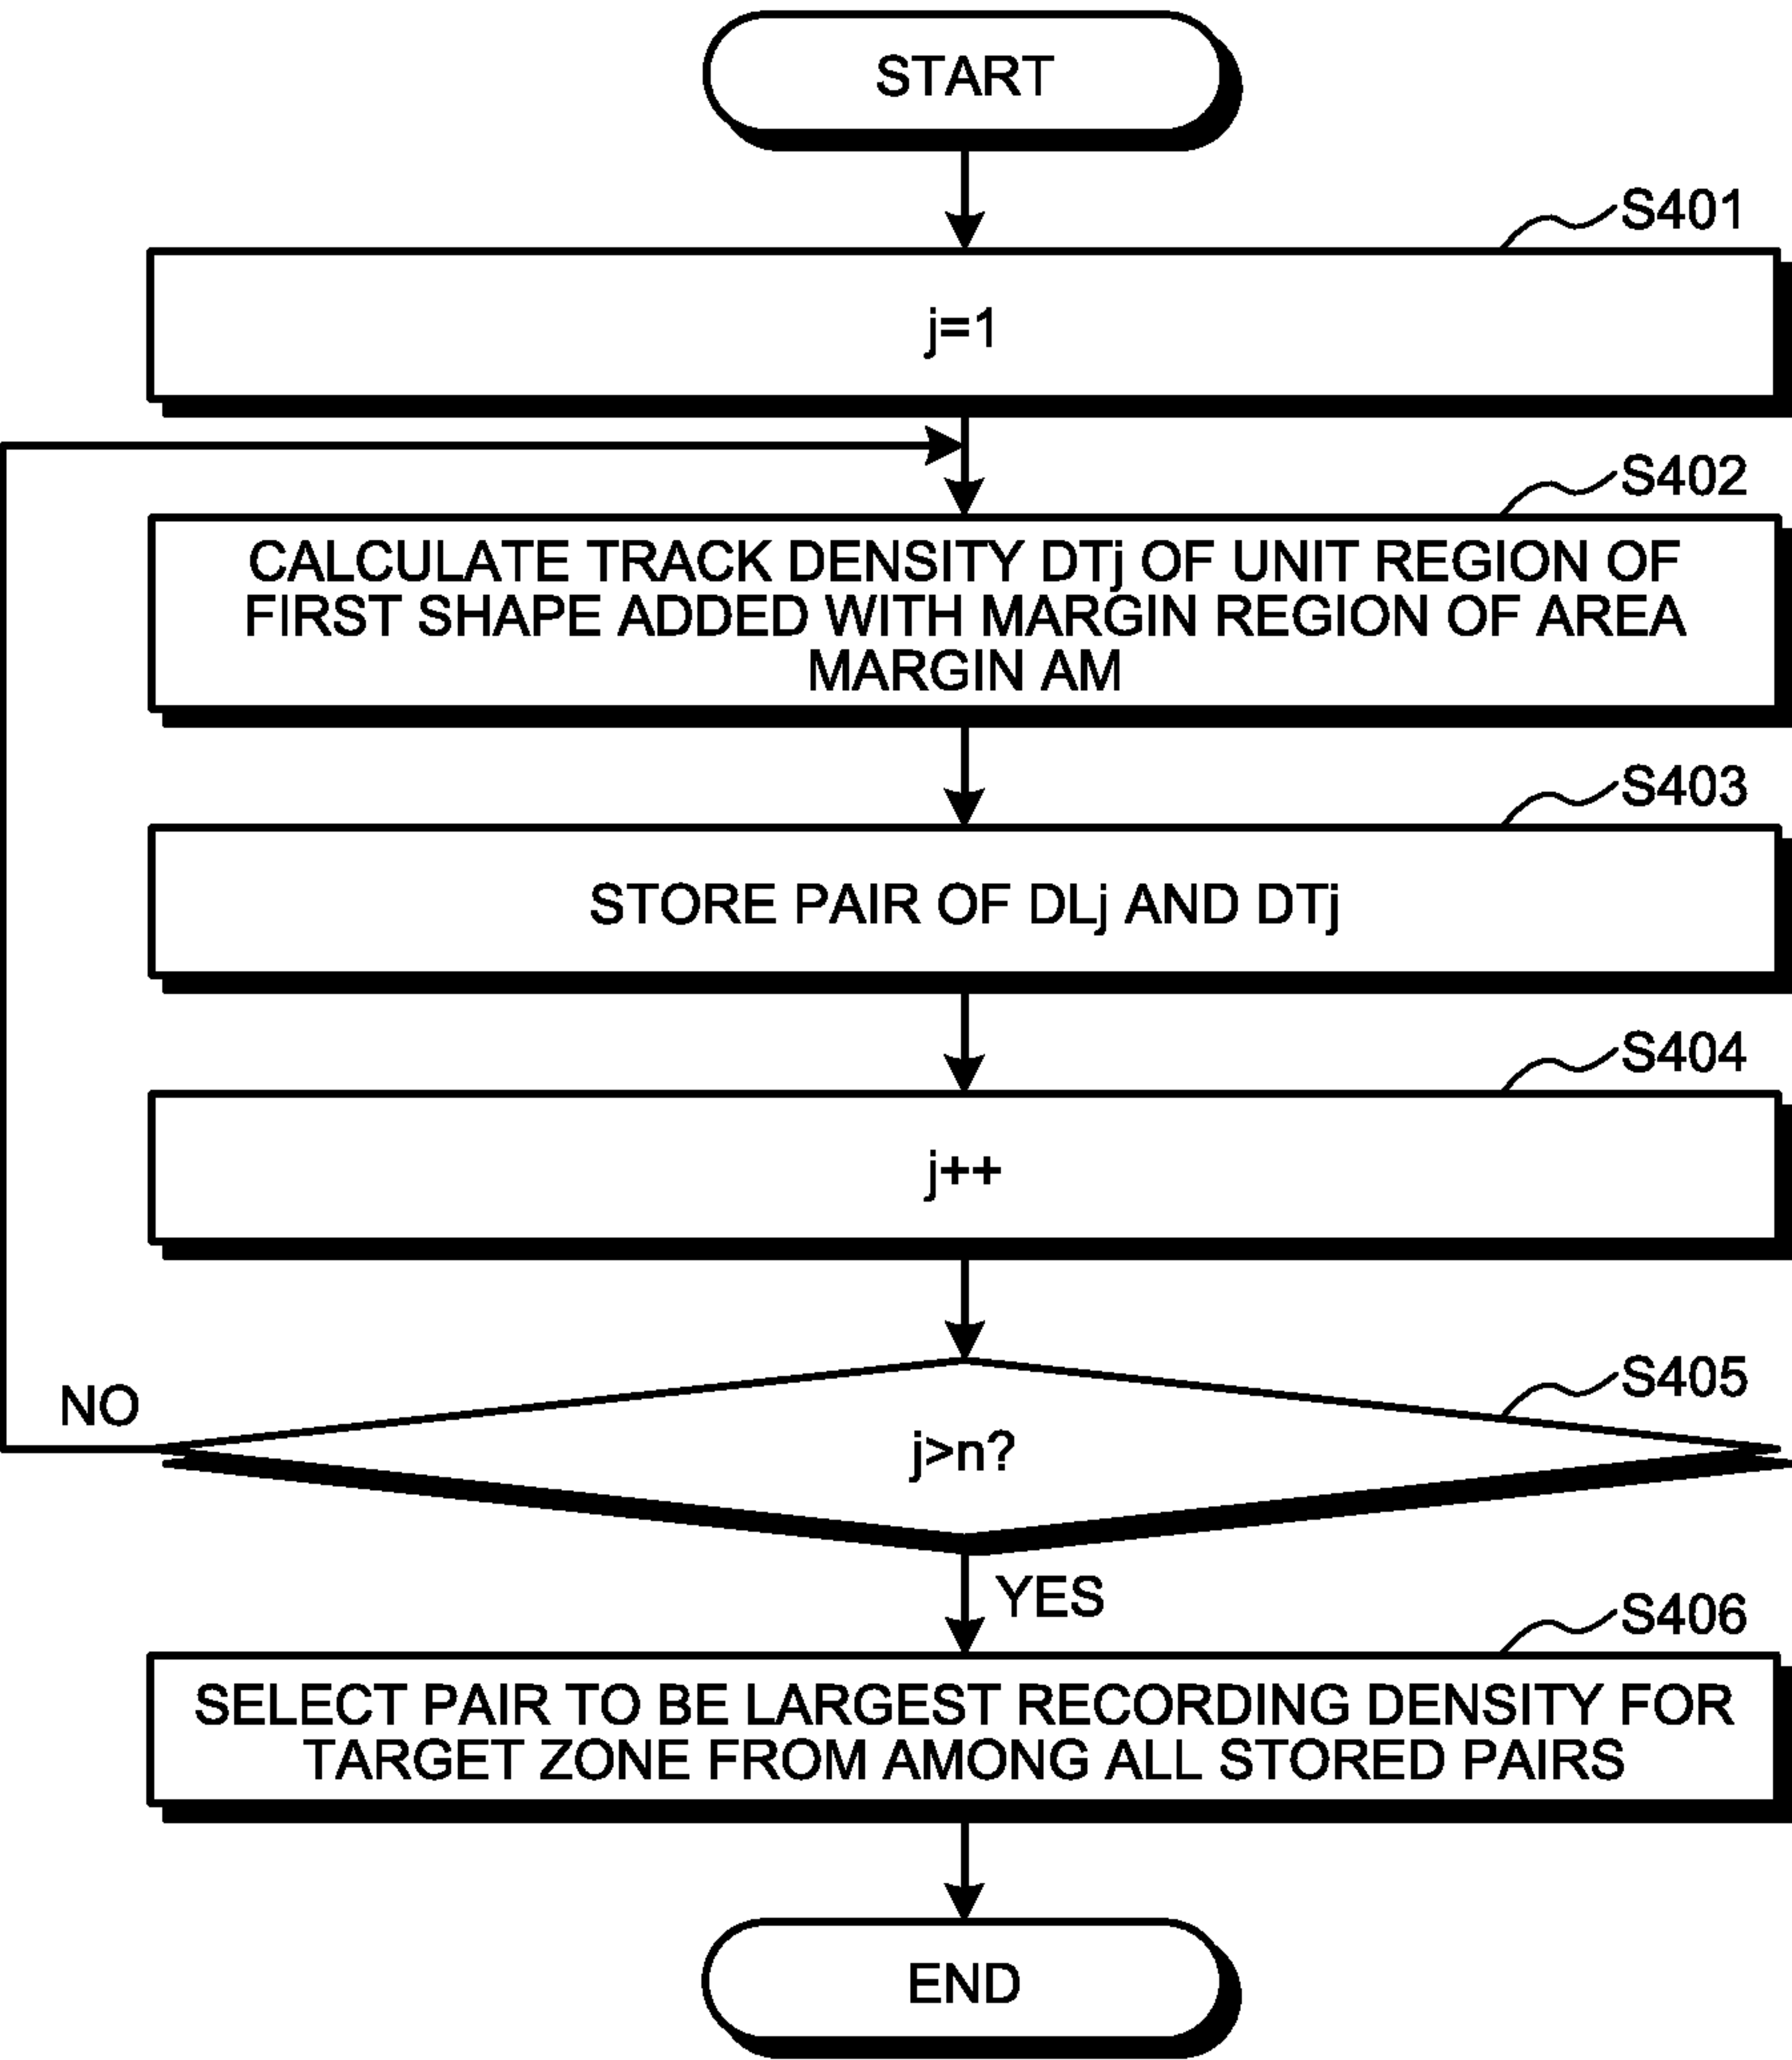 START
S401
j=1
S402
CALCULATE TRACK DENSITY DTj OF UNIT REGION OF
FIRST SHAPE ADDED WITH MARGIN REGION OF AREA
MARGIN AM
S403
STORE PAIR OF DLj AND DTj
S404
j++
S405
NO
j>n?
YES
S406
SELECT PAIR TO BE LARGEST RECORDING DENSITY FOR
TARGET ZONE FROM AMONG ALL STORED PAIRS
END